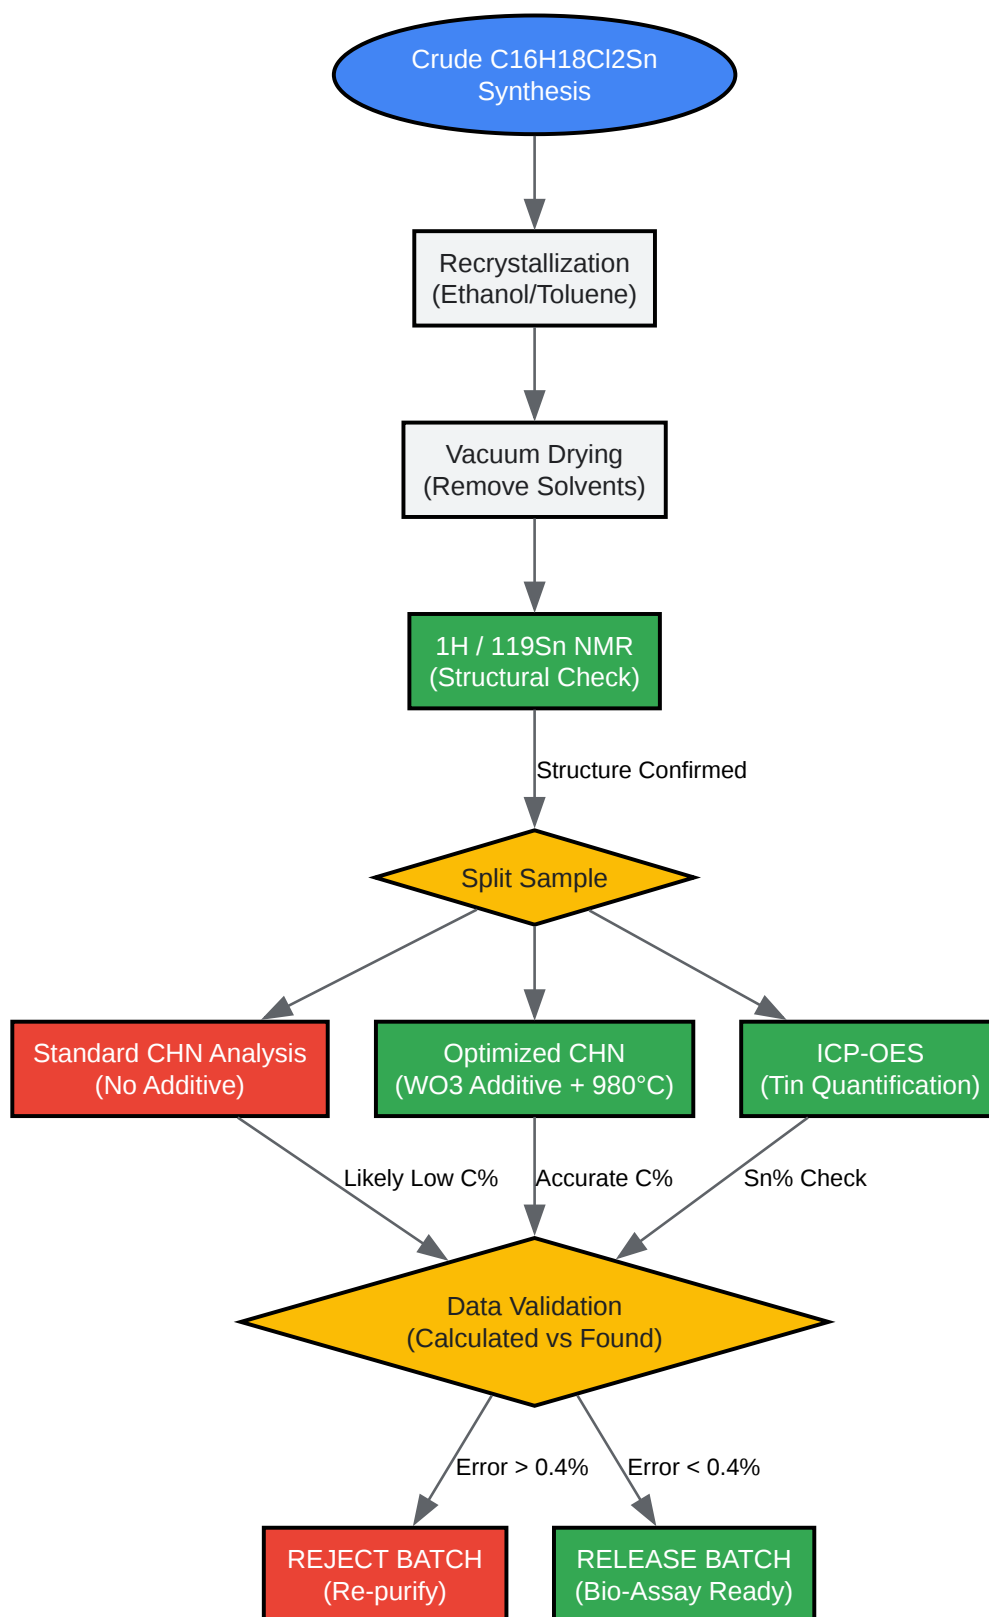 Crude C16H18Cl2Sn
Synthesis
Recrystallization
(Ethanol/Toluene)
Vacuum Drying
(Remove Solvents)
1H / 119Sn NMR
(Structural Check)
Structure Confirmed
Split Sample
Standard CHN Analysis
(No Additive)
Optimized CHN
(WO3 Additive + 980°C)
ICP-OES
(Tin Quantification)
Likely Low C%
Accurate C%
Sn% Check
Data Validation
(Calculated vs Found)
Error > 0.4%
Error < 0.4%
REJECT BATCH
(Re-purify)
RELEASE BATCH
(Bio-Assay Ready)